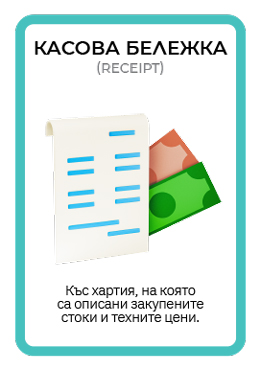 КАСОВА БЕЛЕЖКА
(RECEIPT)
Къс хартия, на която
са описани закупените
стоки и техните цени.